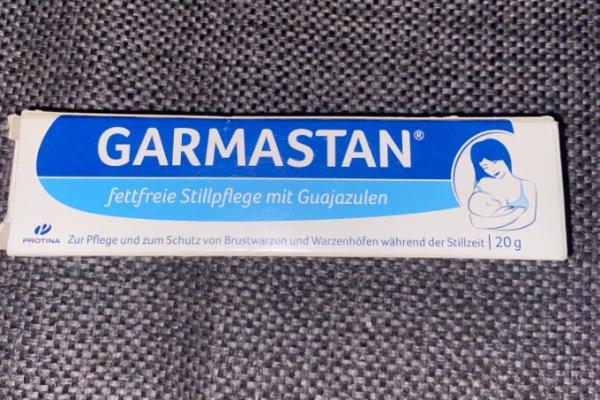 GARMASTAN®
fettfreie Stillpflege mit Guajazulen
PROTINA
Zur Pflege und zum Schutz von Brustwarzen und Warzenhöfen während der Stillzeit | 20 g